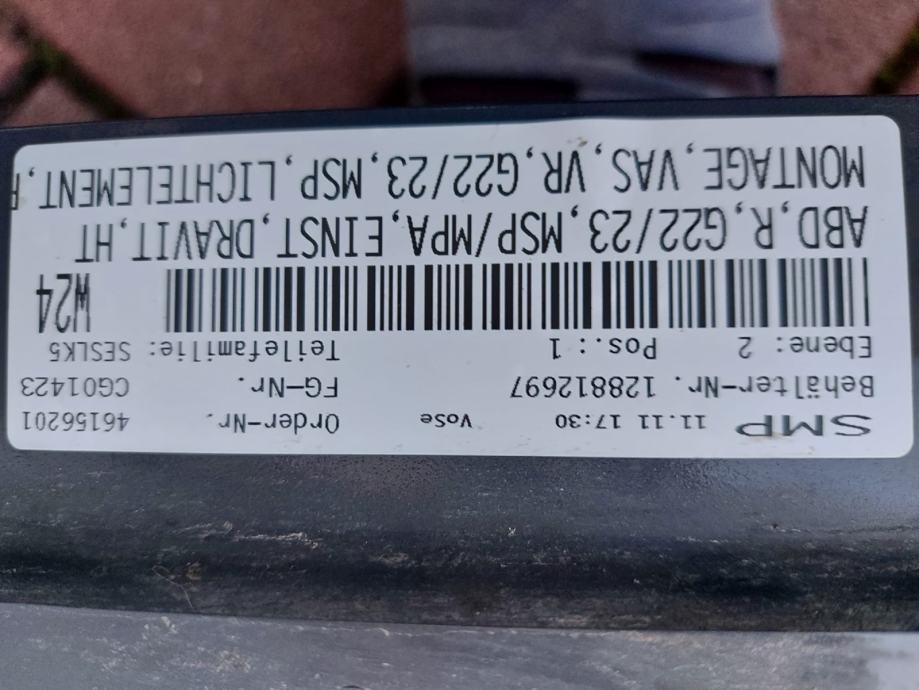 SMP 11.11 17:30 VoSe Order-Nr. 46156201
Behälter-Nr. 128812697 FG-Nr. CG01423
Ebene: 2 Pos.: 1 Teilefamilie: SESLK5
W24
ABD,R,G22/23,MSP/MPA,EINST,DRAVIT,HT
MONTAGE,VAS,VR,G22/23,MSP,LICHTELEMENT,